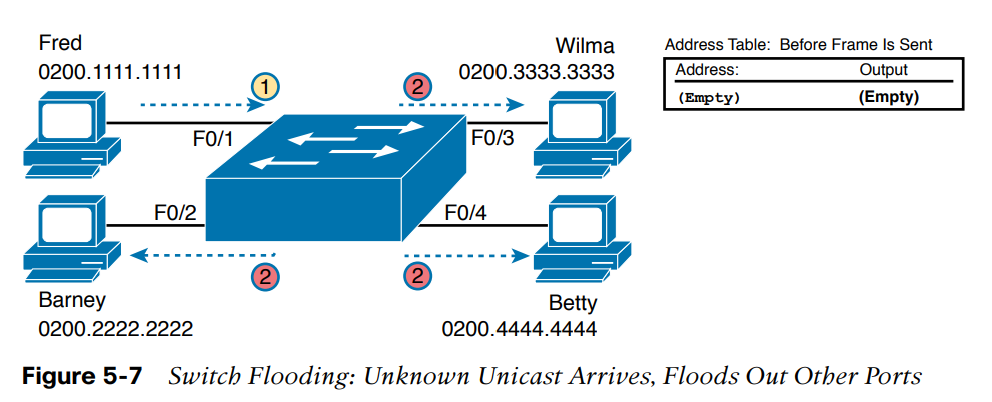 Fred
0200.1111.1111
1
F0/1
2
Wilma
0200.3333.3333
F0/3
F0/2
2
Barney
0200.2222.2222
F0/4
2
Betty
0200.4444.4444
Address Table: Before Frame Is Sent
Address: Output
(Empty) (Empty)
Figure 5-7 Switch Flooding: Unknown Unicast Arrives, Floods Out Other Ports